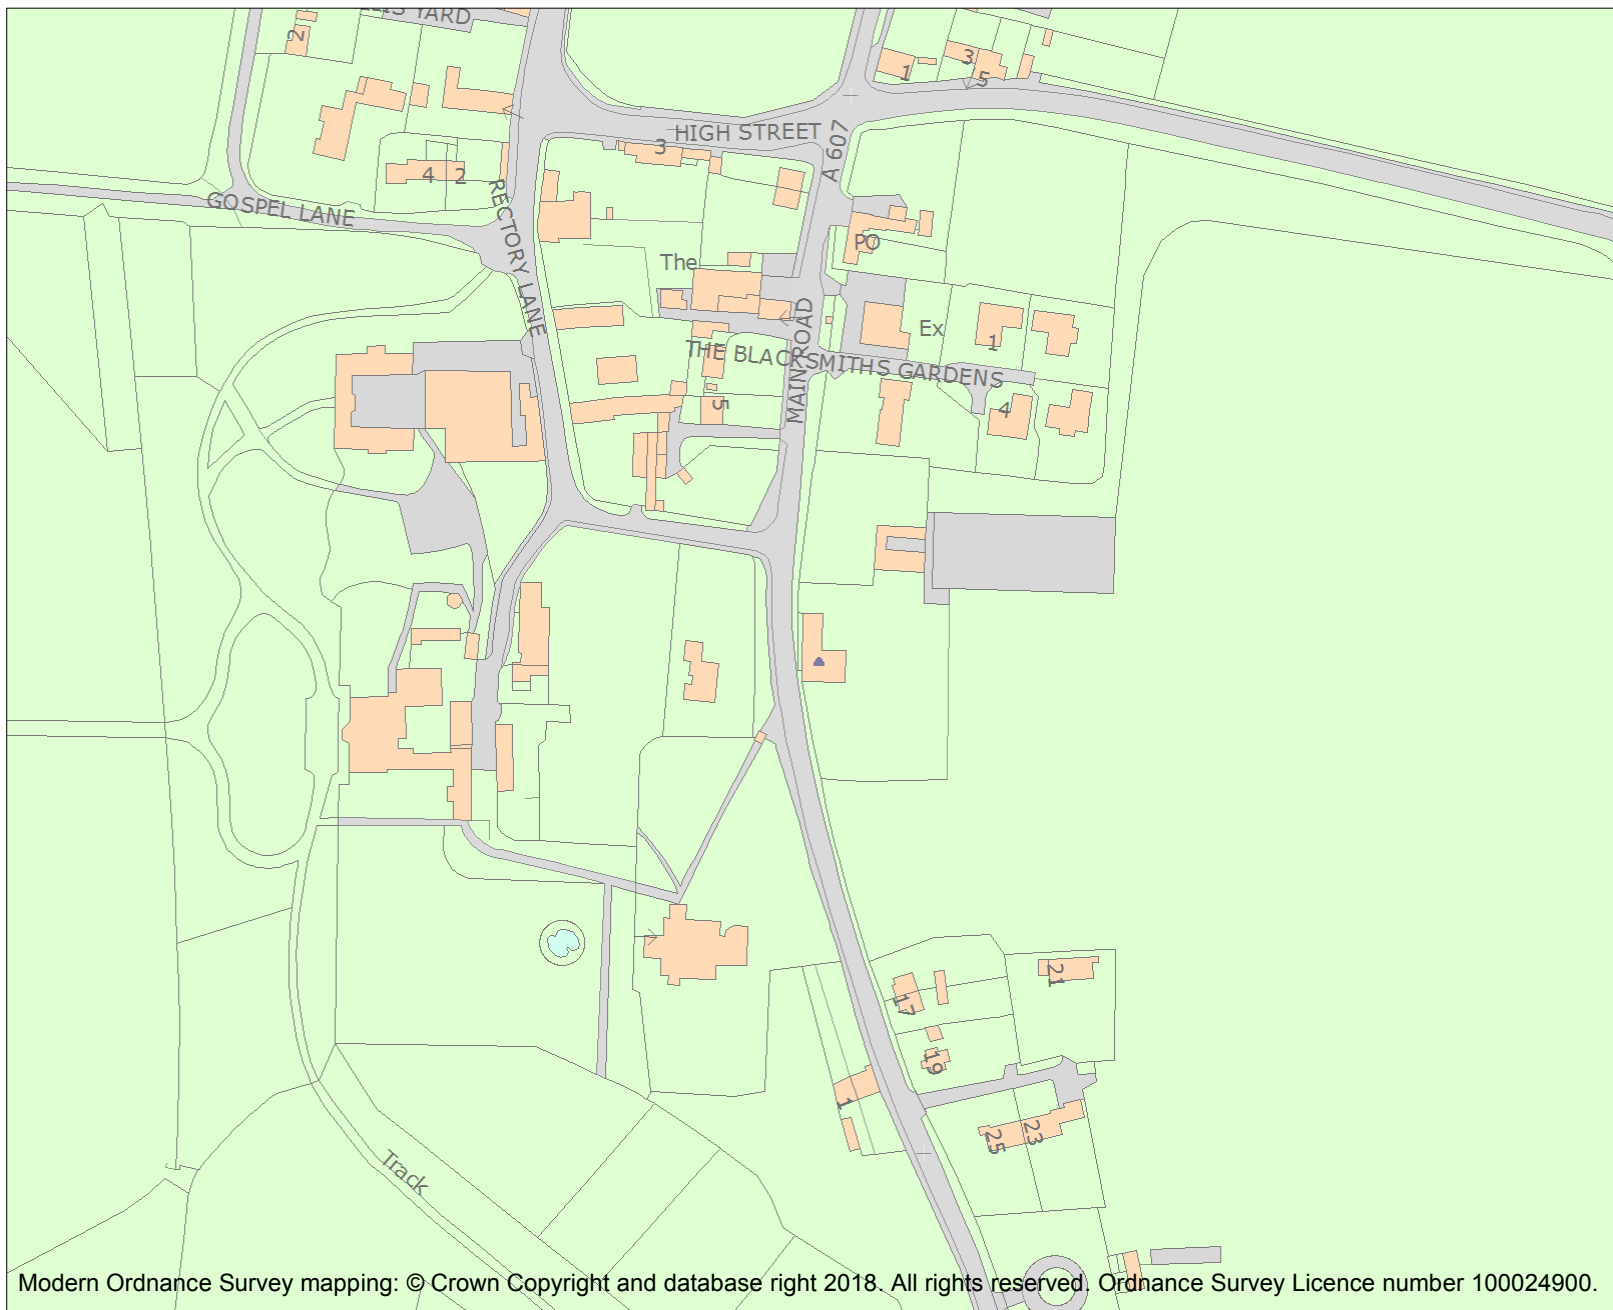 YARD
2
1
3
5
HIGH STREET
3
A 607
4
2
GOSPEL LANE
RECTORY LANE
PO
The
MAIN ROAD
Ex
1
THE BLACKSMITHS GARDENS
5
4
17
21
19
1
25
23
Track
Modern Ordnance Survey mapping: © Crown Copyright and database right 2018. All rights reserved. Ordnance Survey Licence number 100024900.